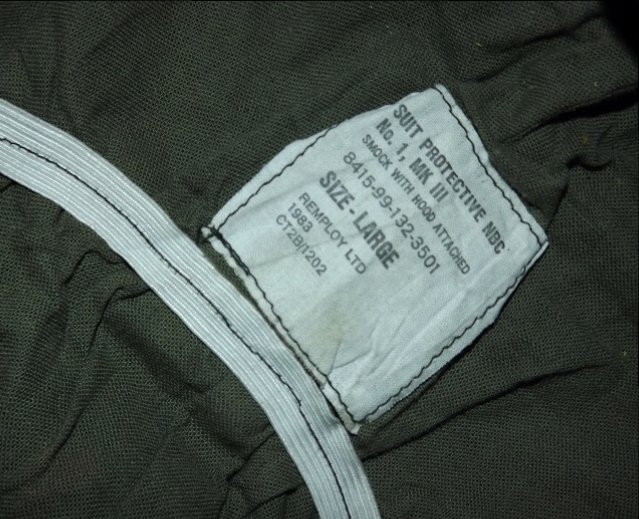 SUIT PROTECTIVE NBC
No. 1, MK III
SMOCK WITH HOOD ATTACHED
8415-99-132-3501
SIZE - LARGE
REMPLOY LTD
1983
CT2B/1202